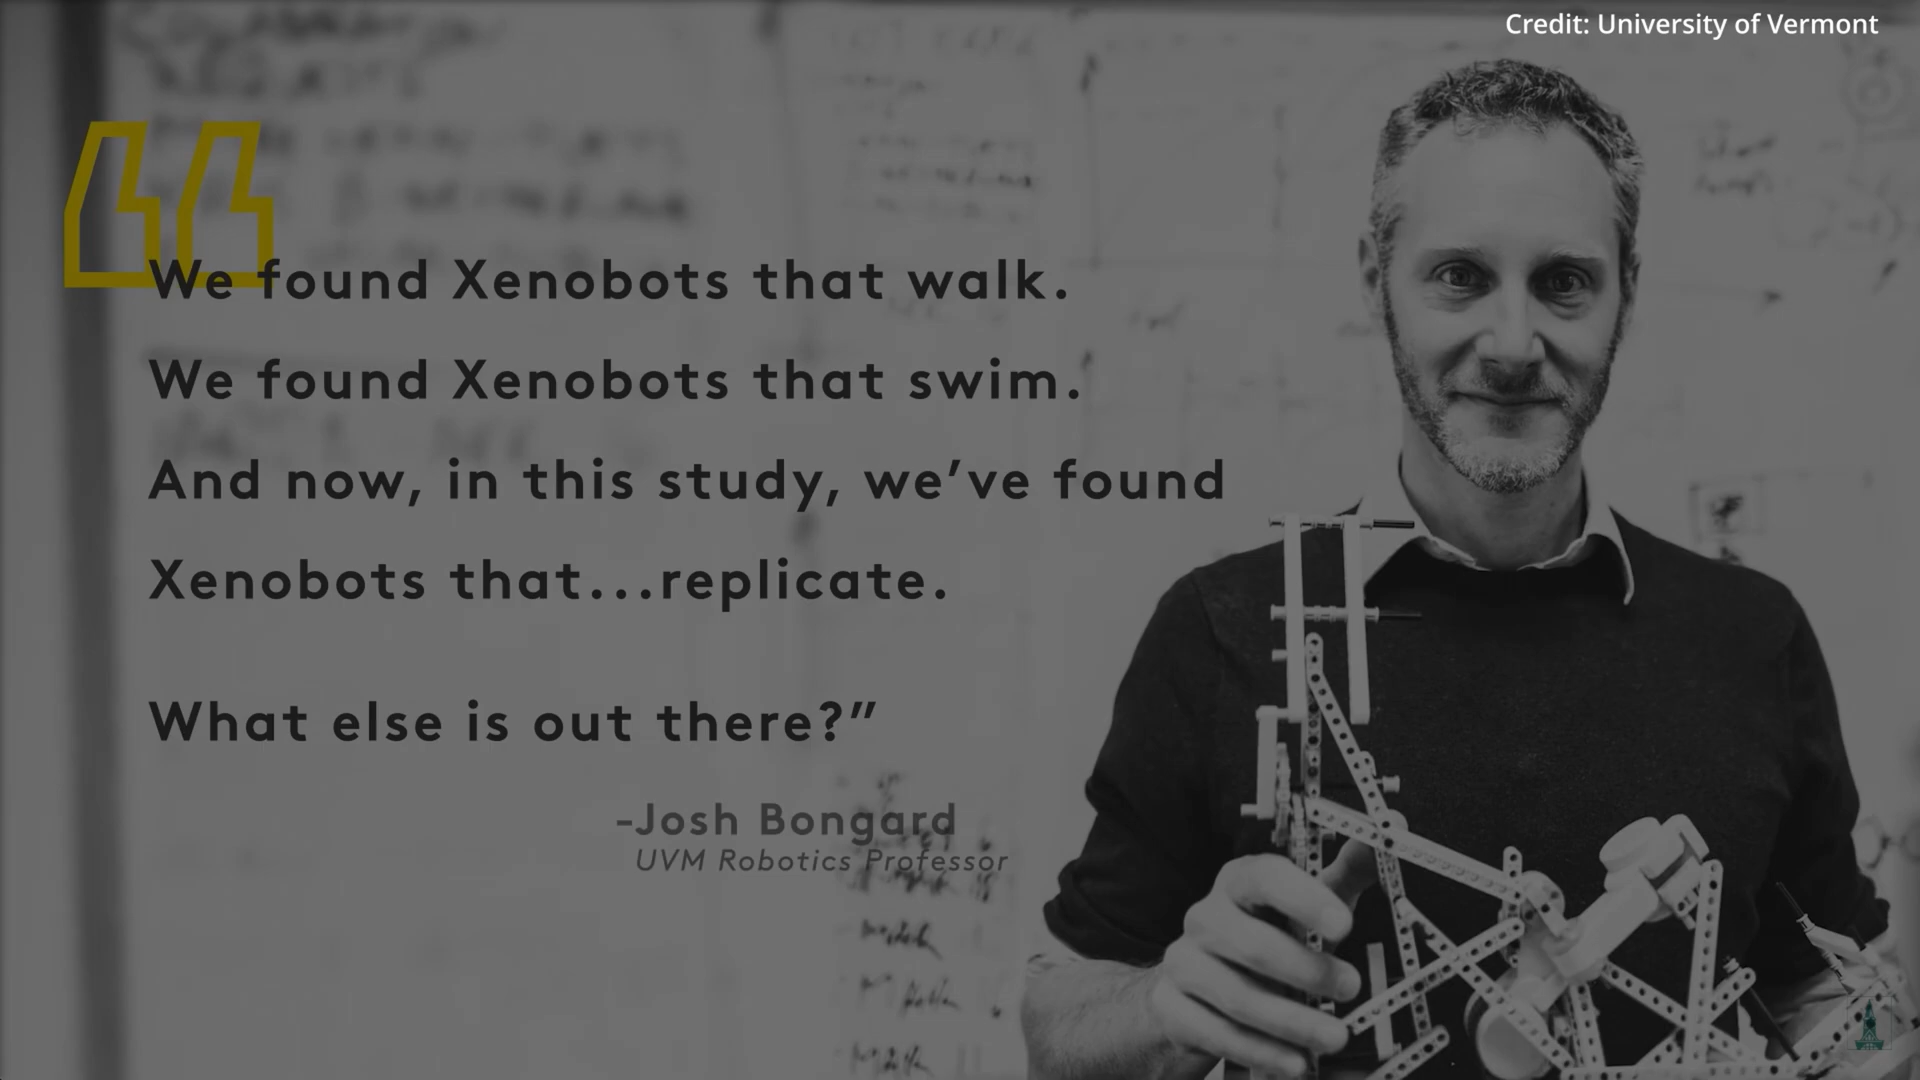 Credit: University of Vermont
We found Xenobots that walk.
We found Xenobots that swim.
And now, in this study, we’ve found
Xenobots that...replicate.
What else is out there?”
-Josh Bongard
UVM Robotics Professor